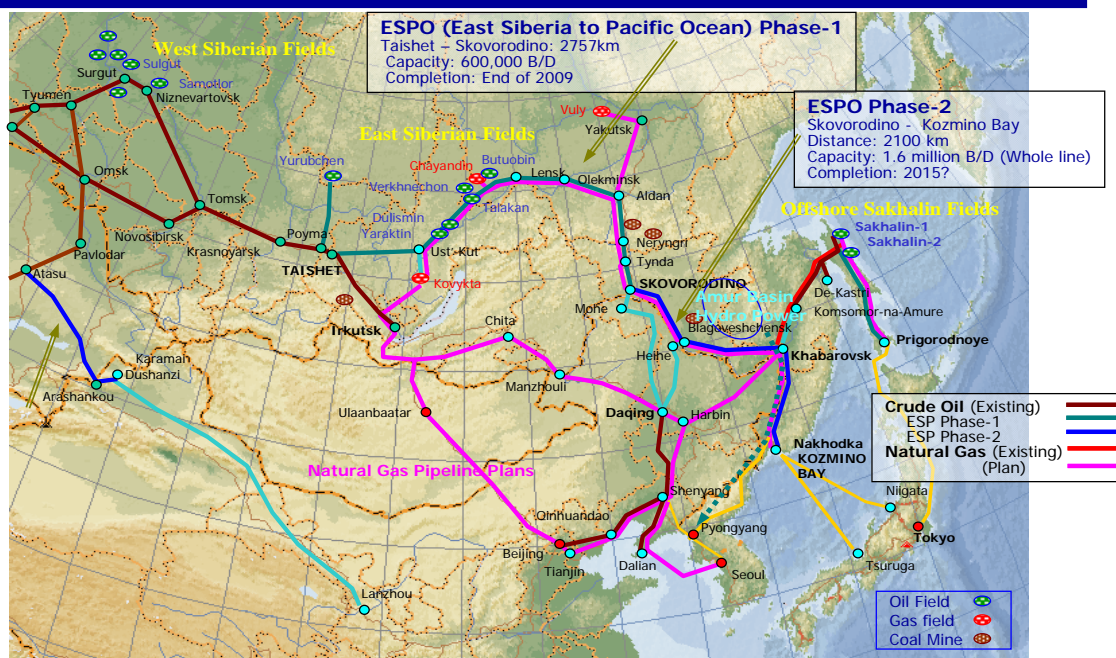 ESPO (East Siberia to Pacific Ocean) Phase-1
Taishet – Skovorodino: 2757km
Capacity: 600,000 B/D
Completion: End of 2009
West Siberian Fields
Sulgut
Surgut
Samotlor
Tyumen
Niznevartovsk
ESPO Phase-2
Skovorodino - Kozmino Bay
Distance: 2100 km
Capacity: 1.6 million B/D (Whole line)
Completion: 2015?
Vuly
Yakutsk
East Siberian Fields
Yurubchen
Chayandin
Butuobin
Verkhnechon
Lensk
Olekminsk
Omsk
Tomsk
Talakan
Aldan
Offshore Sakhalin Fields
Sakhalin-1
Sakhalin-2
Dulismin
Yaraktin
Novosibirsk
Krasnoyarsk
Poyma
Ust'-Kut
Neryngri
Pavlodar
TAISHET
Tynda
Atasu
Kovykta
SKOVORODINO
De-Kastri
Amur Basin
Hydro Power
Mohe
Komsomor-na-Amure
Irkutsk
Chita
Blagoveshchensk
Prigorodnoye
Heihe
Khabarovsk
Karamai
Dushanzi
Manzhouli
Arashankou
Ulaanbaatar
Daqing
Harbin
Crude Oil (Existing)
ESP Phase-1
ESP Phase-2
Natural Gas (Existing)
(Plan)
Nakhodka
KOZMINO
BAY
Natural Gas Pipeline Plans
Shenyang
Niigata
Qinhuandao
Pyongyang
Tokyo
Beijing
Tianjin
Dalian
Seoul
Tsuruga
Lanzhou
Oil Field
Gas field
Coal Mine